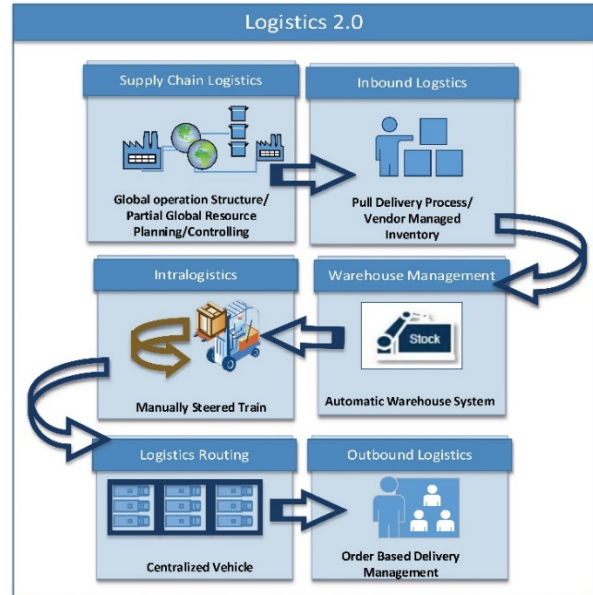 Logistics 2.0
Supply Chain Logistics
Global operation Structure/
Partial Global Resource
Planning/Controlling
Inbound Logstics
Pull Delivery Process/
Vendor Managed
Inventory
Warehouse Management
Stock
Automatic Warehouse System
Intralogistics
Manually Steered Train
Logistics Routing
Centralized Vehicle
Outbound Logistics
Order Based Delivery
Management